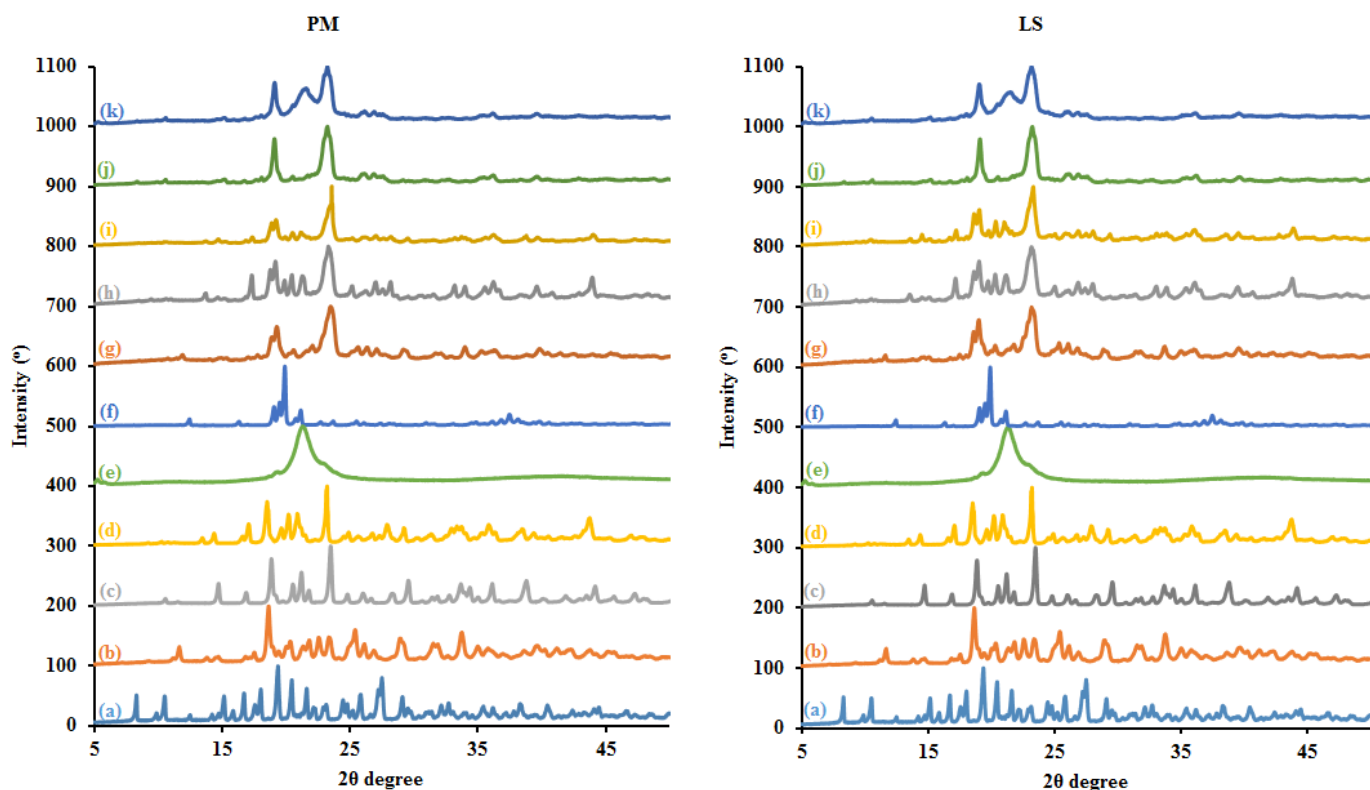 PM
1100
1000
900
800
700
600
500
400
300
200
100
0
Intensity (º)
(k)
(j)
(i)
(h)
(g)
(f)
(e)
(d)
(c)
(b)
(a)
5
15
25
35
45
2θ degree
LS
1100
1000
900
800
700
600
500
400
300
200
100
0
Intensity (º)
(k)
(j)
(i)
(h)
(g)
(f)
(e)
(d)
(c)
(b)
(a)
5
15
25
35
45
2θ degree